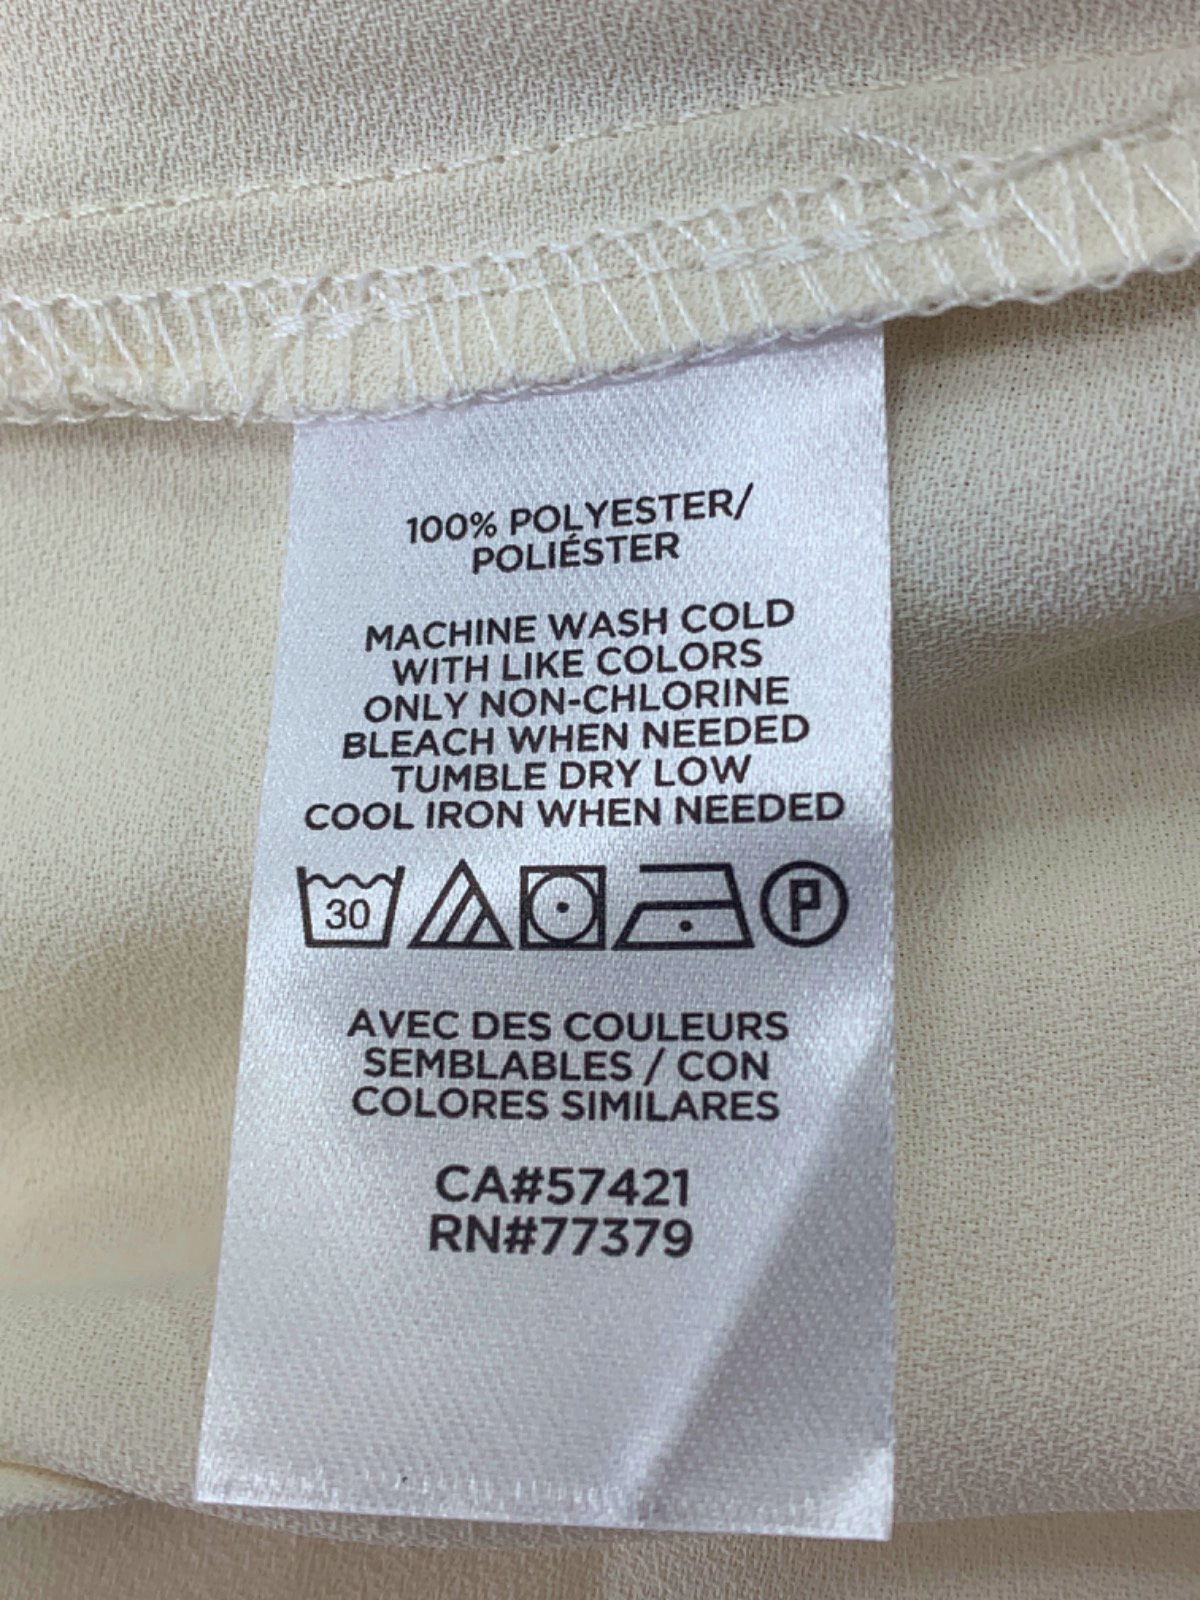 100% POLYESTER/
POLIÉSTER
MACHINE WASH COLD
WITH LIKE COLORS
ONLY NON-CHLORINE
BLEACH WHEN NEEDED
TUMBLE DRY LOW
COOL IRON WHEN NEEDED
30 P
AVEC DES COULEURS
SEMBLABLES / CON
COLORES SIMILARES
CA#57421
RN#77379